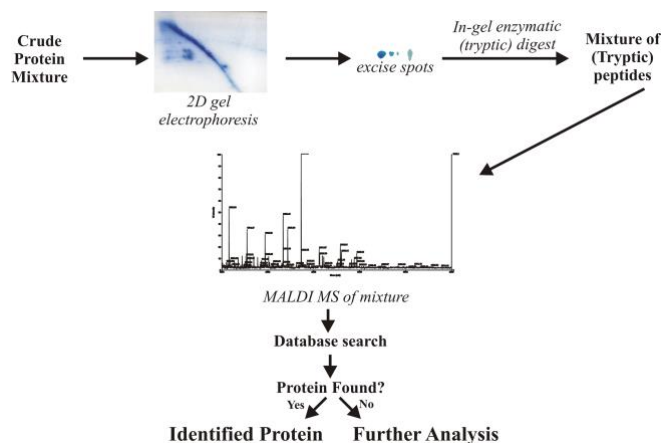 Crude
Protein
Mixture
2D gel
electrophoresis
excise spots
In-gel enzymatic
(tryptic) digest
Mixture of
(Tryptic)
peptides
MALDI MS of mixture
Database search
Protein Found?
Yes
No
Identified Protein
Further Analysis